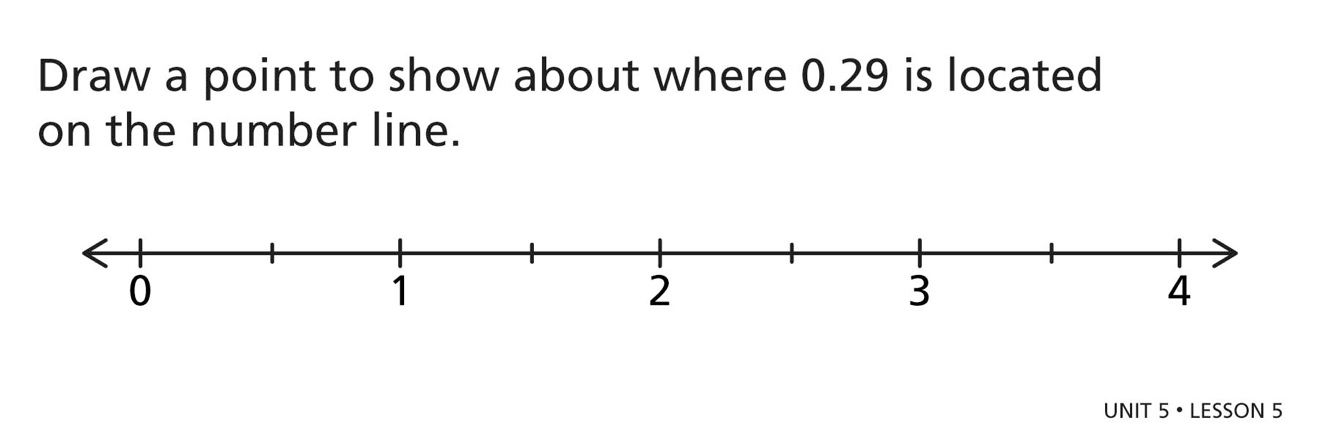 Draw a point to show about where 0.29 is located
on the number line.
0 1 2 3 4
UNIT 5 • LESSON 5